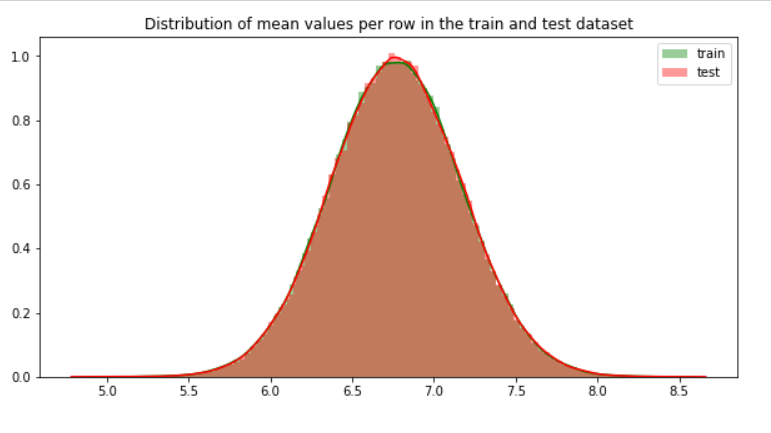 Distribution of mean values per row in the train and test dataset
train
test
1.0
0.8
0.6
0.4
0.2
0.0
5.0 5.5 6.0 6.5 7.0 7.5 8.0 8.5